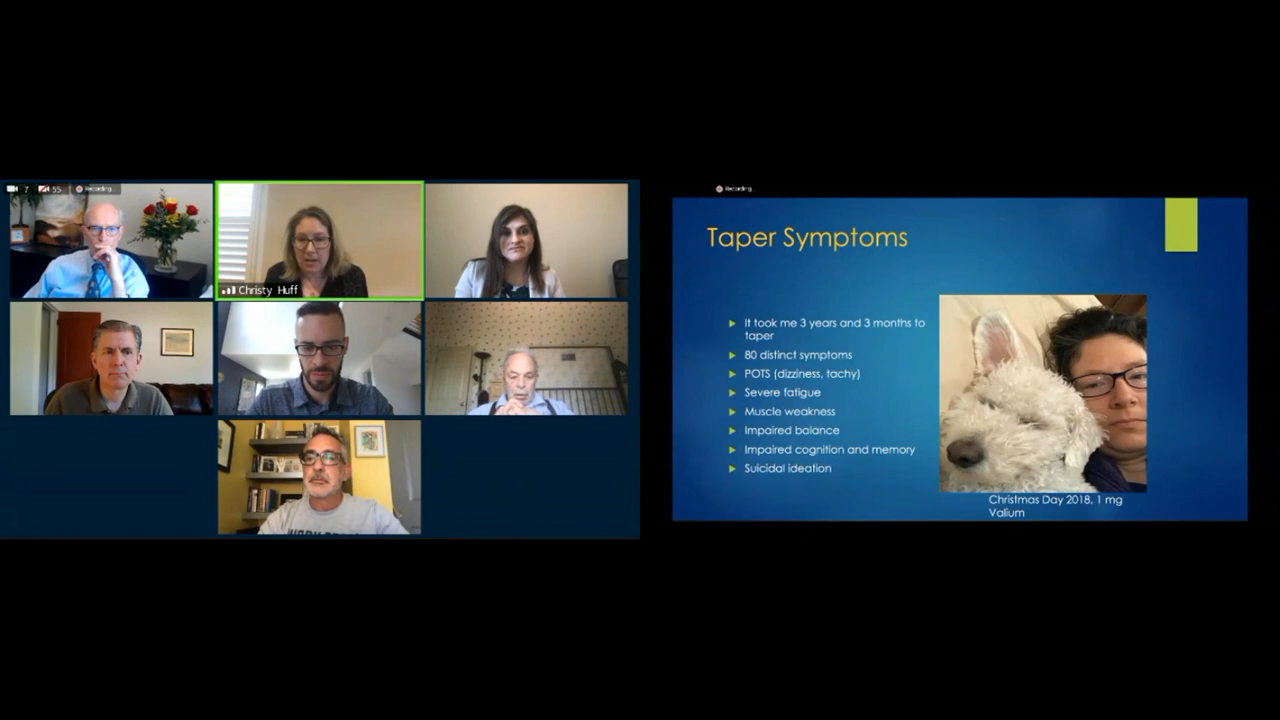 7 55 Recording...
Christy Huff
Recording...
Taper Symptoms
It took me 3 years and 3 months to
taper
80 distinct symptoms
POTS (dizziness, tachy)
Severe fatigue
Muscle weakness
Impaired balance
Impaired cognition and memory
Suicidal ideation
Christmas Day 2018, 1 mg
Valium